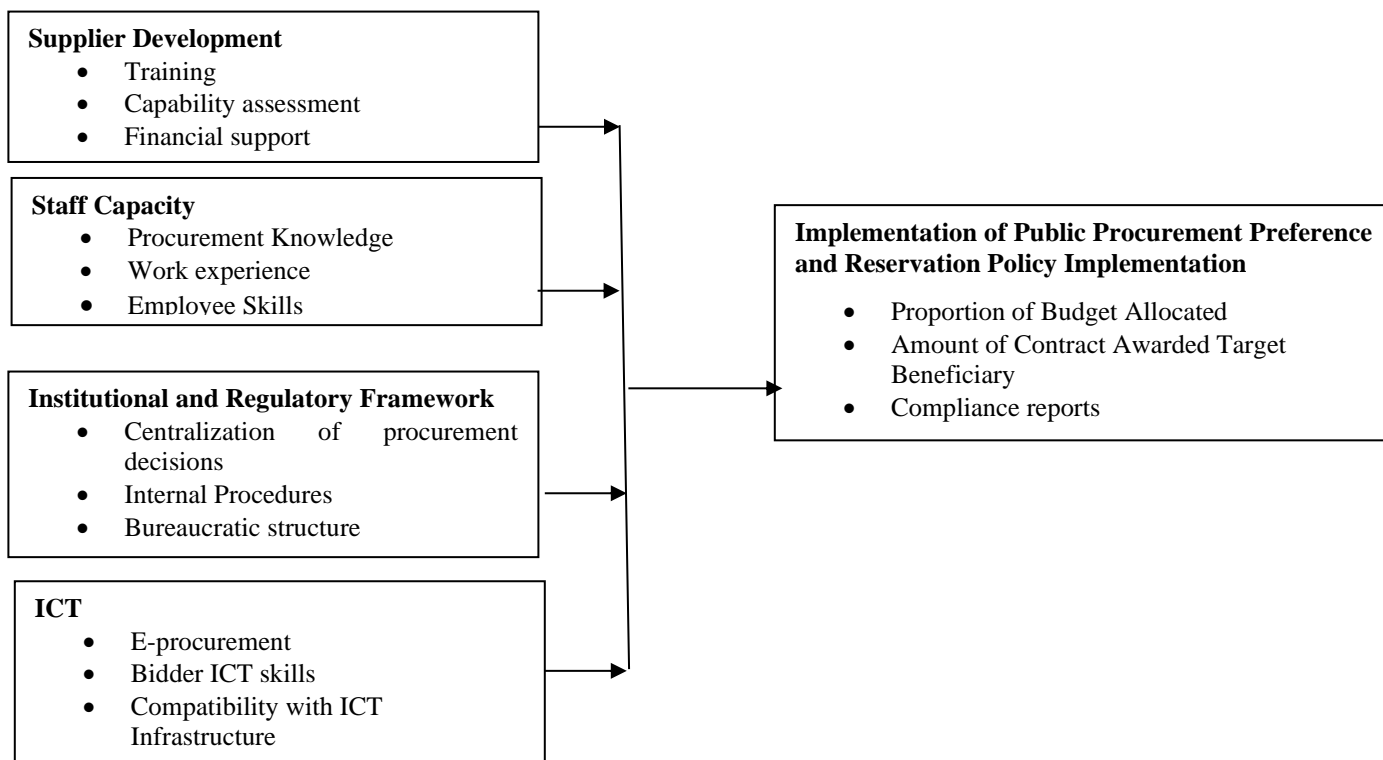 Supplier Development
• Training
• Capability assessment
• Financial support
Staff Capacity
• Procurement Knowledge
• Work experience
• Employee Skills
Institutional and Regulatory Framework
• Centralization of procurement
decisions
• Internal Procedures
• Bureaucratic structure
ICT
• E-procurement
• Bidder ICT skills
• Compatibility with ICT
Infrastructure
Implementation of Public Procurement Preference
and Reservation Policy Implementation
• Proportion of Budget Allocated
• Amount of Contract Awarded Target
Beneficiary
• Compliance reports